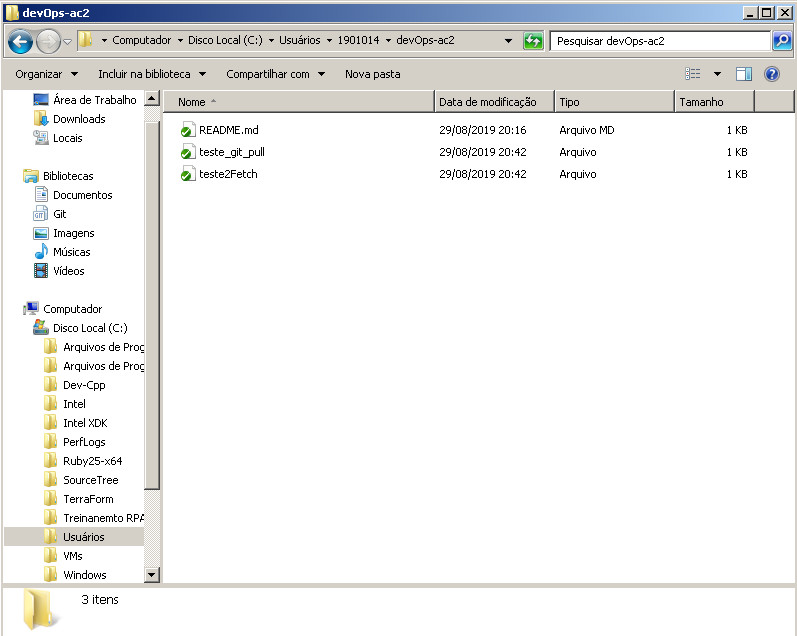 devOps-ac2
Computador Disco Local (C:) Usuários 1901014 devOps-ac2 Pesquisar devOps-ac2
Organizar Incluir na biblioteca Compartilhar com Nova pasta
Área de Trabalho
Downloads
Locais
Bibliotecas
Documentos
Git
Imagens
Músicas
Vídeos
Computador
Disco Local (C:)
Arquivos de Prog
Arquivos de Prog
Dev-Cpp
Intel
Intel XDK
PerfLogs
Ruby25-x64
SourceTree
TerraForm
Treinanemto RPA
Usuários
VMs
Windows
Nome Data de modificação Tipo Tamanho
README.md 29/08/2019 20:16 Arquivo MD 1 KB
teste_git_pull 29/08/2019 20:42 Arquivo 1 KB
teste2Fetch 29/08/2019 20:42 Arquivo 1 KB
3 itens